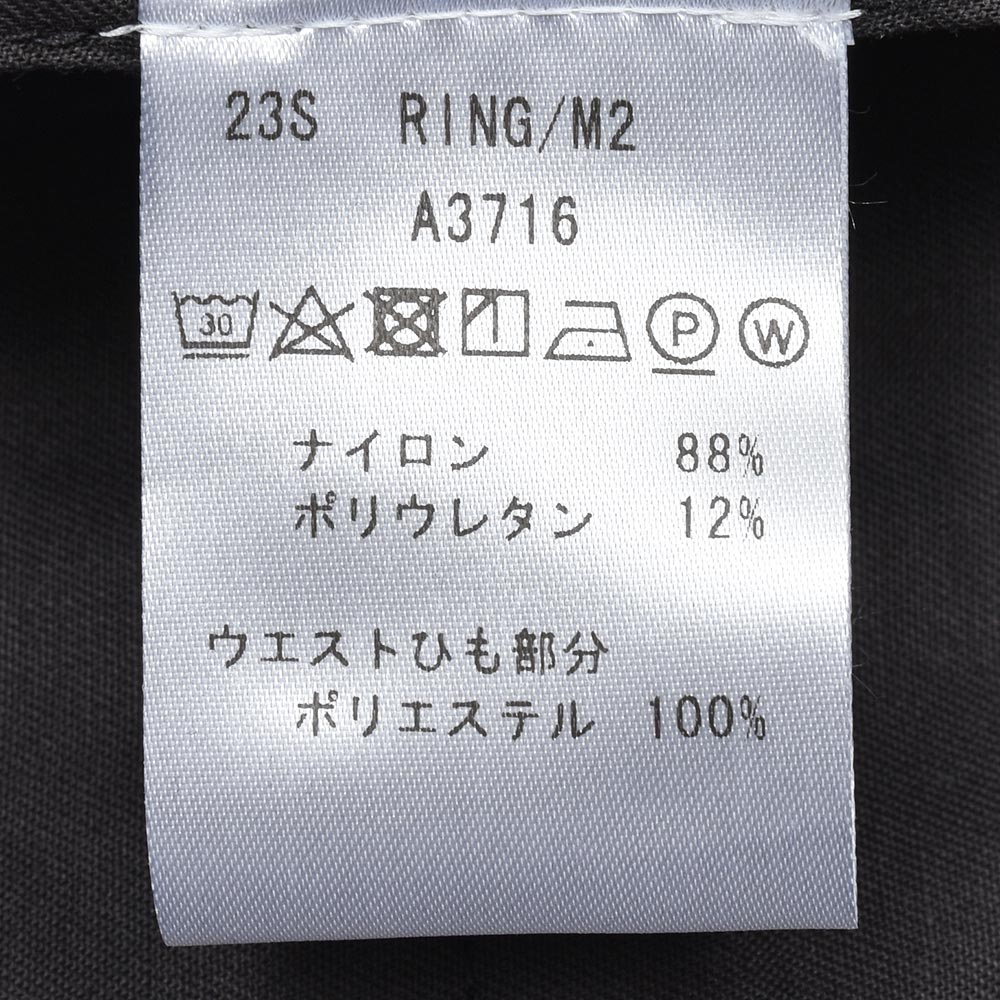 23S RING/M2
A3716
30 P W
ナイロン 88%
ポリウレタン 12%
ウエストひも部分
ポリエステル 100%